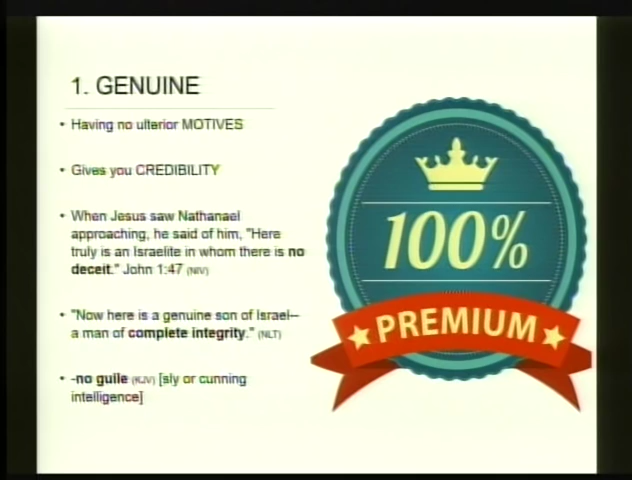 1. GENUINE
• Having no ulterior MOTIVES
• Gives you CREDIBILITY
• When Jesus saw Nathanael
approaching, he said of him, "Here
truly is an Israelite in whom there is no
deceit." John 1:47 (NIV)
• "Now here is a genuine son of Israel--
a man of complete integrity." (NLT)
• -no guile (KJV) [sly or cunning
intelligence]
100%
PREMIUM